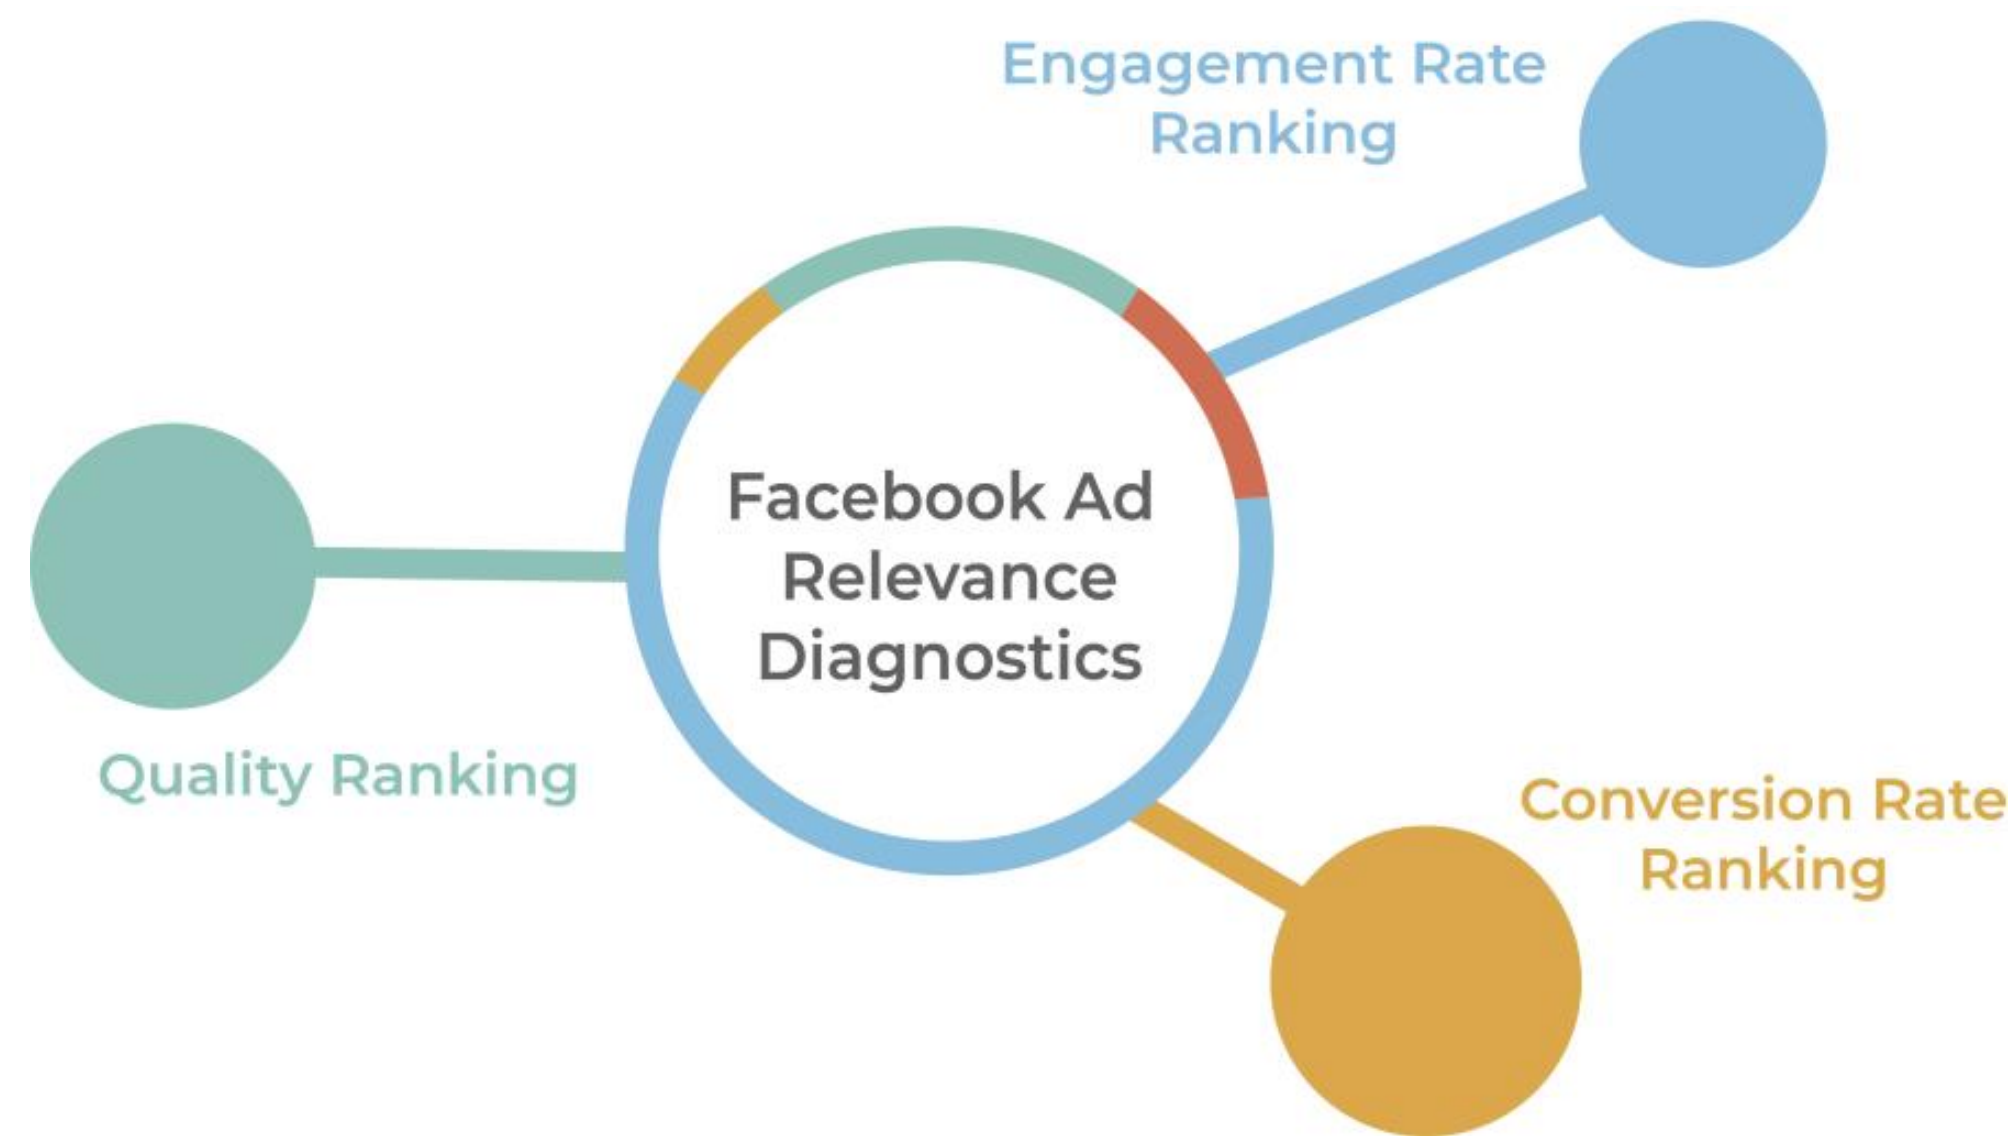 Engagement Rate
Ranking
Facebook Ad
Relevance
Diagnostics
Quality Ranking
Conversion Rate
Ranking